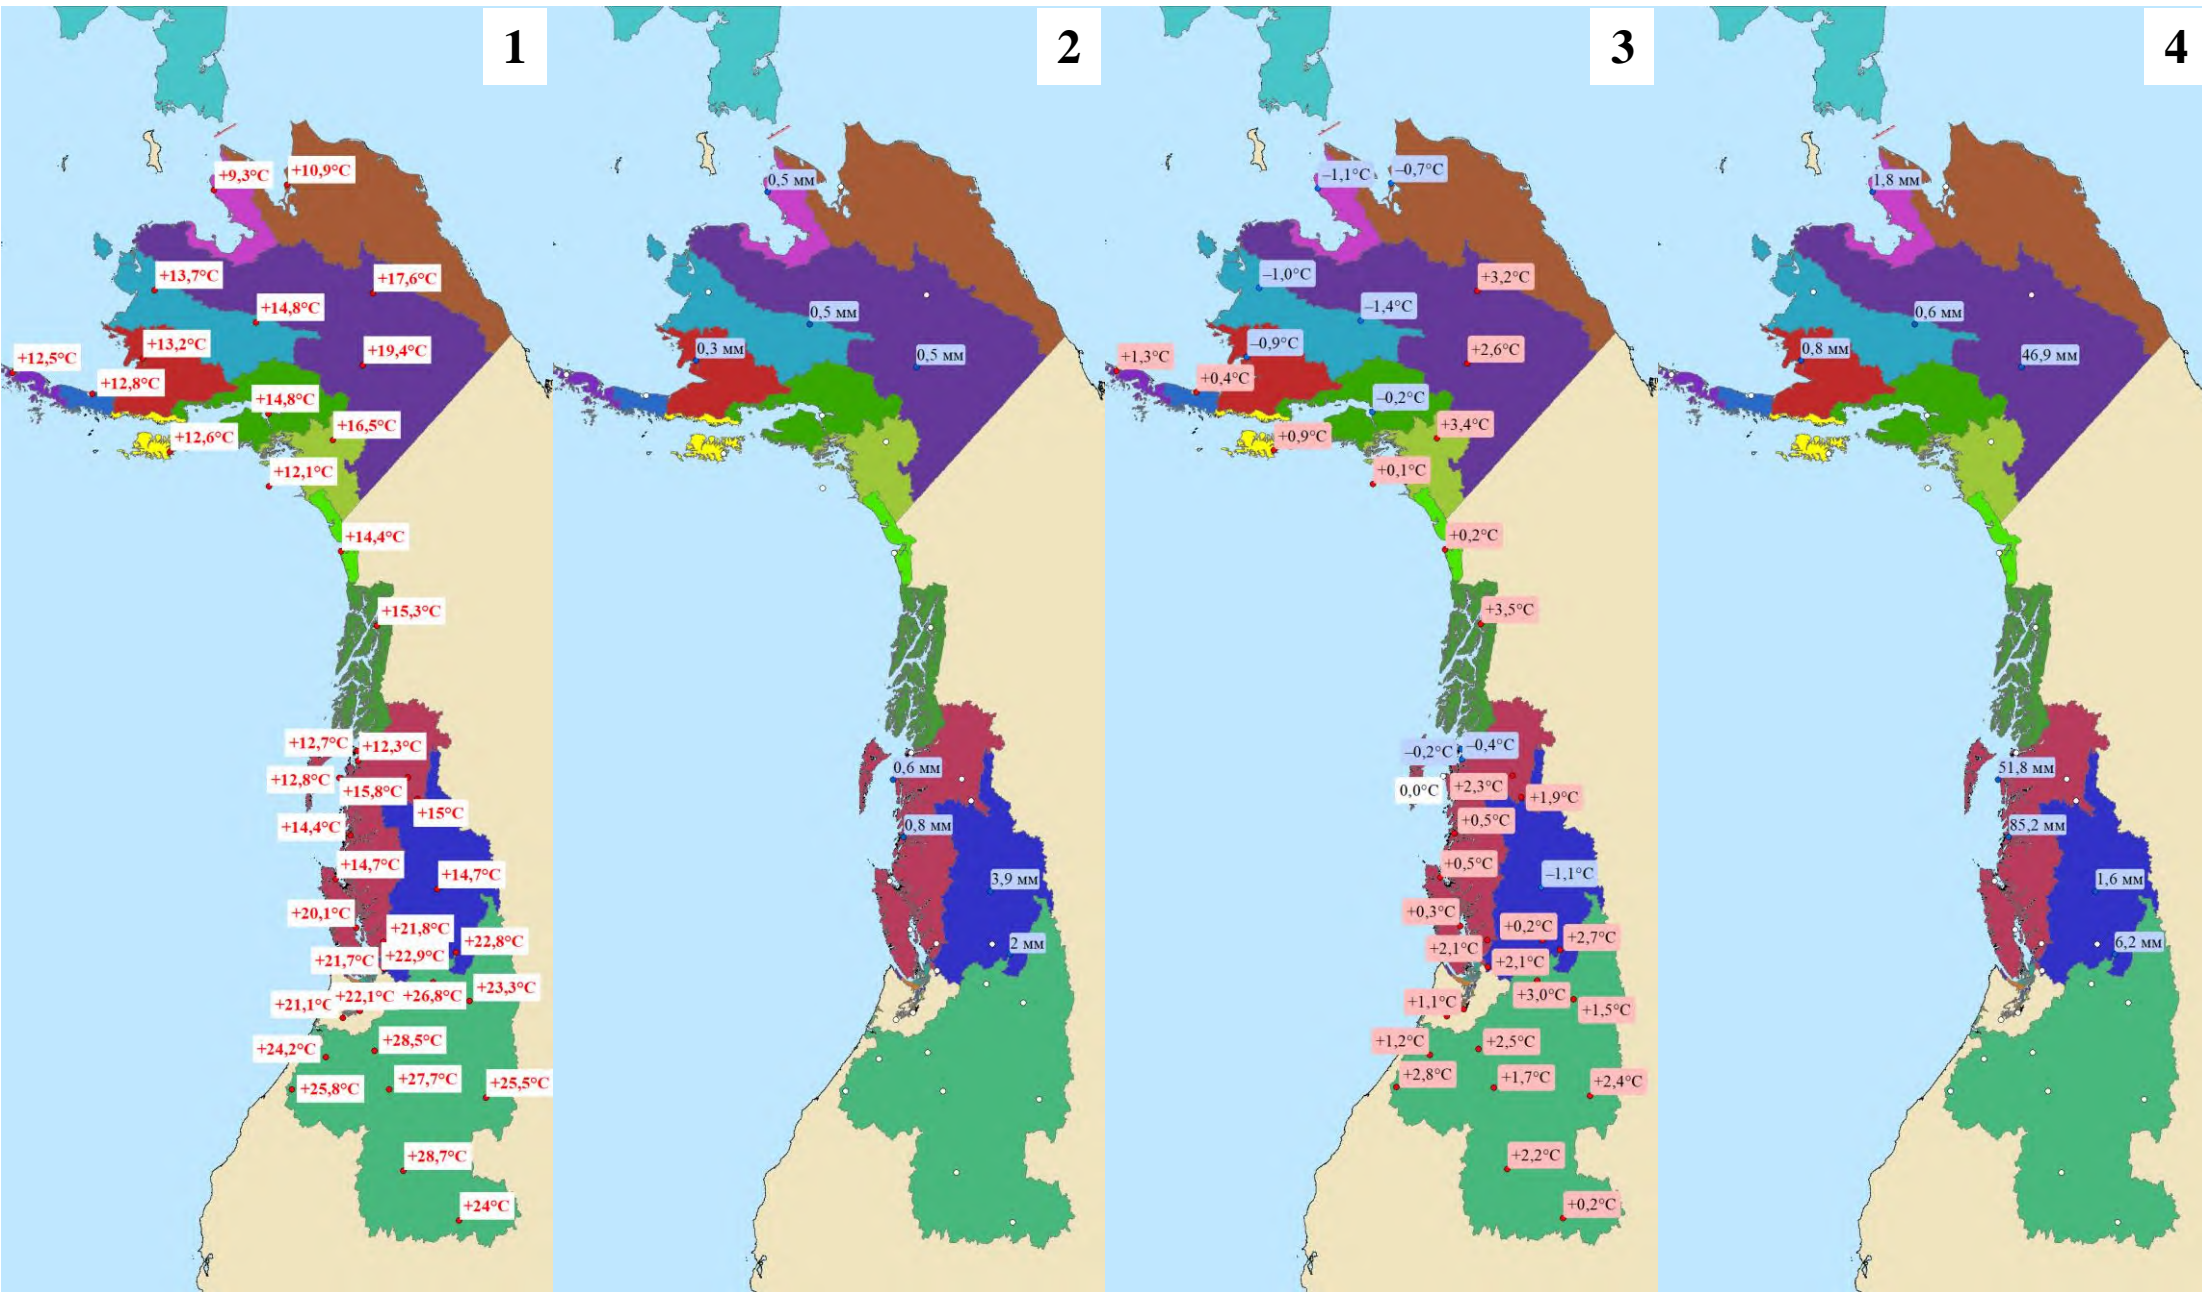 1
+9,3°C
+10,9°C
+13,7°C
+17,6°C
+14,8°C
+13,2°C
+19,4°C
+12,5°C
+12,8°C
+14,8°C
+16,5°C
+12,6°C
+12,1°C
+14,4°C
+15,3°C
+12,7°C
+12,3°C
+12,8°C
+15,8°C
+15°C
+14,4°C
+14,7°C
+14,7°C
+20,1°C
+21,8°C
+22,8°C
+21,7°C
+22,9°C
+21,1°C
+22,1°C
+26,8°C
+23,3°C
+24,2°C
+28,5°C
+25,8°C
+27,7°C
+25,5°C
+28,7°C
+24°C
2
0,5 мм
0,5 мм
0,3 мм
0,5 мм
0,6 мм
0,8 мм
3,9 мм
2 мм
3
–1,1°C
–0,7°C
–1,0°C
+3,2°C
–1,4°C
–0,9°C
+2,6°C
+1,3°C
+0,4°C
–0,2°C
+3,4°C
+0,9°C
+0,1°C
+0,2°C
+3,5°C
–0,2°C
–0,4°C
0,0°C
+2,3°C
+1,9°C
+0,5°C
+0,5°C
–1,1°C
+0,3°C
+0,2°C
+2,7°C
+2,1°C
+2,1°C
+1,1°C
+3,0°C
+1,5°C
+1,2°C
+2,5°C
+2,8°C
+1,7°C
+2,4°C
+2,2°C
+0,2°C
4
1,8 мм
0,6 мм
0,8 мм
46,9 мм
51,8 мм
85,2 мм
1,6 мм
6,2 мм